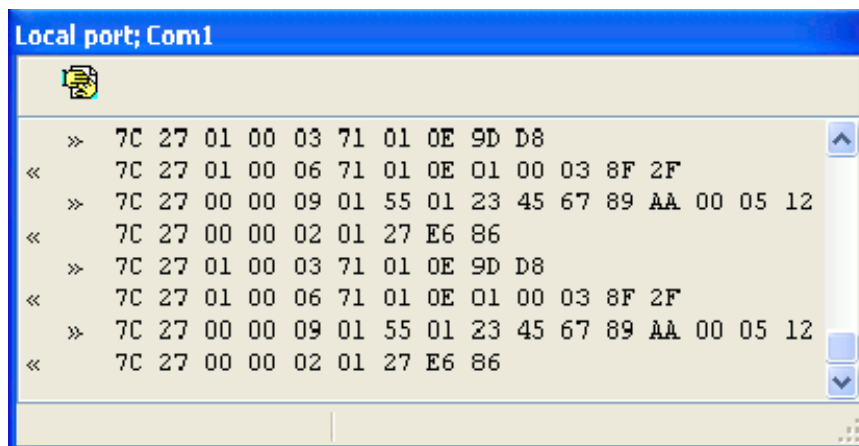 Local port; Com1
» 7C 27 01 00 03 71 01 0E 9D D8
« 7C 27 01 00 06 71 01 0E 01 00 03 8F 2F
» 7C 27 00 00 09 01 55 01 23 45 67 89 AA 00 05 12
« 7C 27 00 00 02 01 27 E6 86
» 7C 27 01 00 03 71 01 0E 9D D8
« 7C 27 01 00 06 71 01 0E 01 00 03 8F 2F
» 7C 27 00 00 09 01 55 01 23 45 67 89 AA 00 05 12
« 7C 27 00 00 02 01 27 E6 86